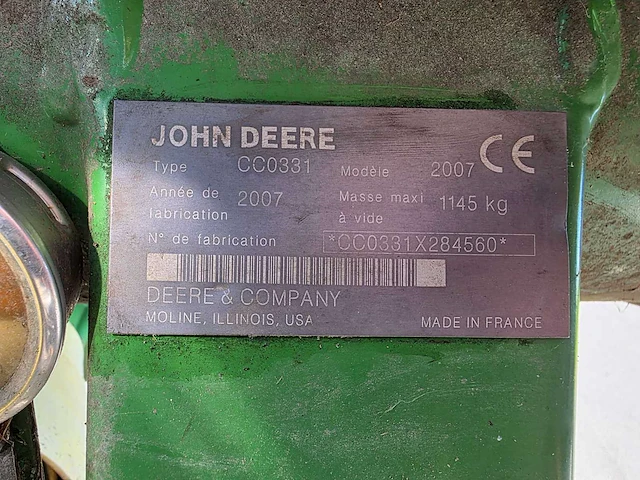 JOHN DEERE CE
Type CC0331 Modèle 2007
Année de fabrication 2007 Masse maxi à vide 1145 kg
N° de fabrication *CC0331X284560*
DEERE & COMPANY
MOLINE, ILLINOIS, USA MADE IN FRANCE